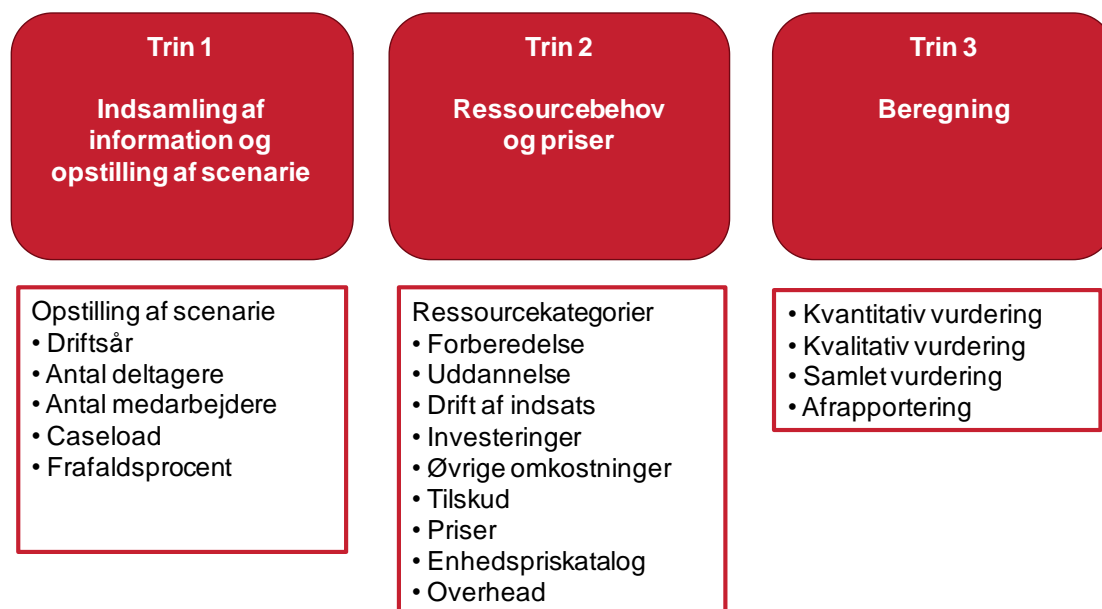 Trin 1
Indsamling af
information og
opstilling af scenarie
Trin 2
Ressourcebehov
og priser
Trin 3
Beregning
Opstilling af scenarie
• Driftsår
• Antal deltagere
• Antal medarbejdere
• Caseload
• Frafaldsprocent
Ressourcekategorier
• Forberedelse
• Uddannelse
• Drift af indsats
• Investeringer
• Øvrige omkostninger
• Tilskud
• Priser
• Enhedspriskatalog
• Overhead
• Kvantitativ vurdering
• Kvalitativ vurdering
• Samlet vurdering
• Afrapportering